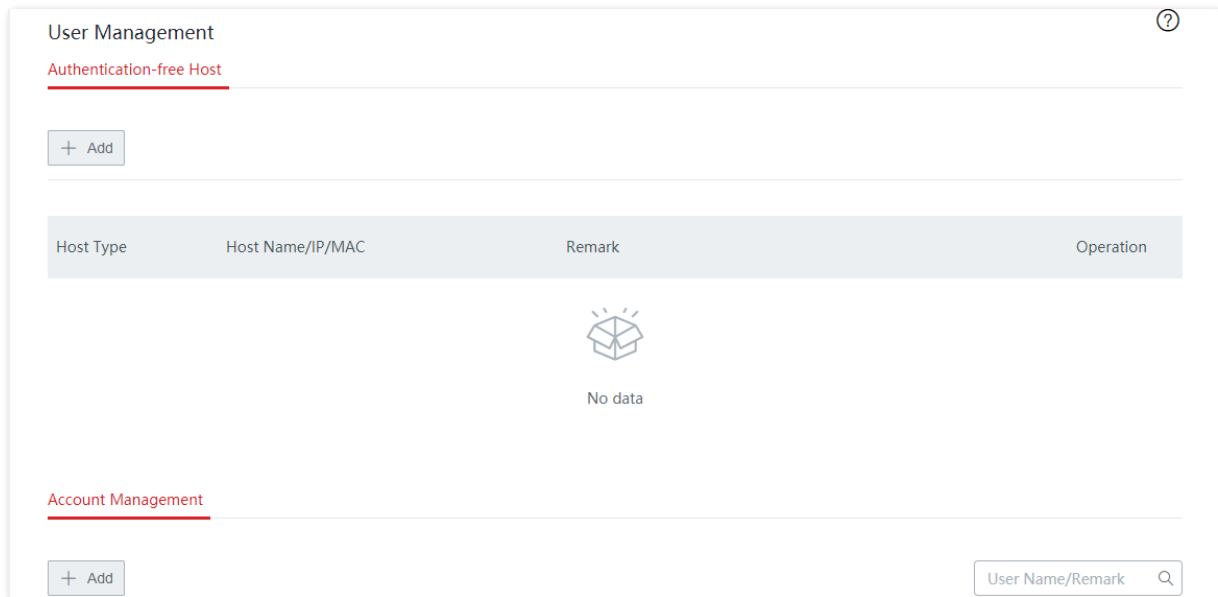 User Management
?
Authentication-free Host
+ Add
Host Type Host Name/IP/MAC Remark Operation
No data
Account Management
+ Add User Name/Remark